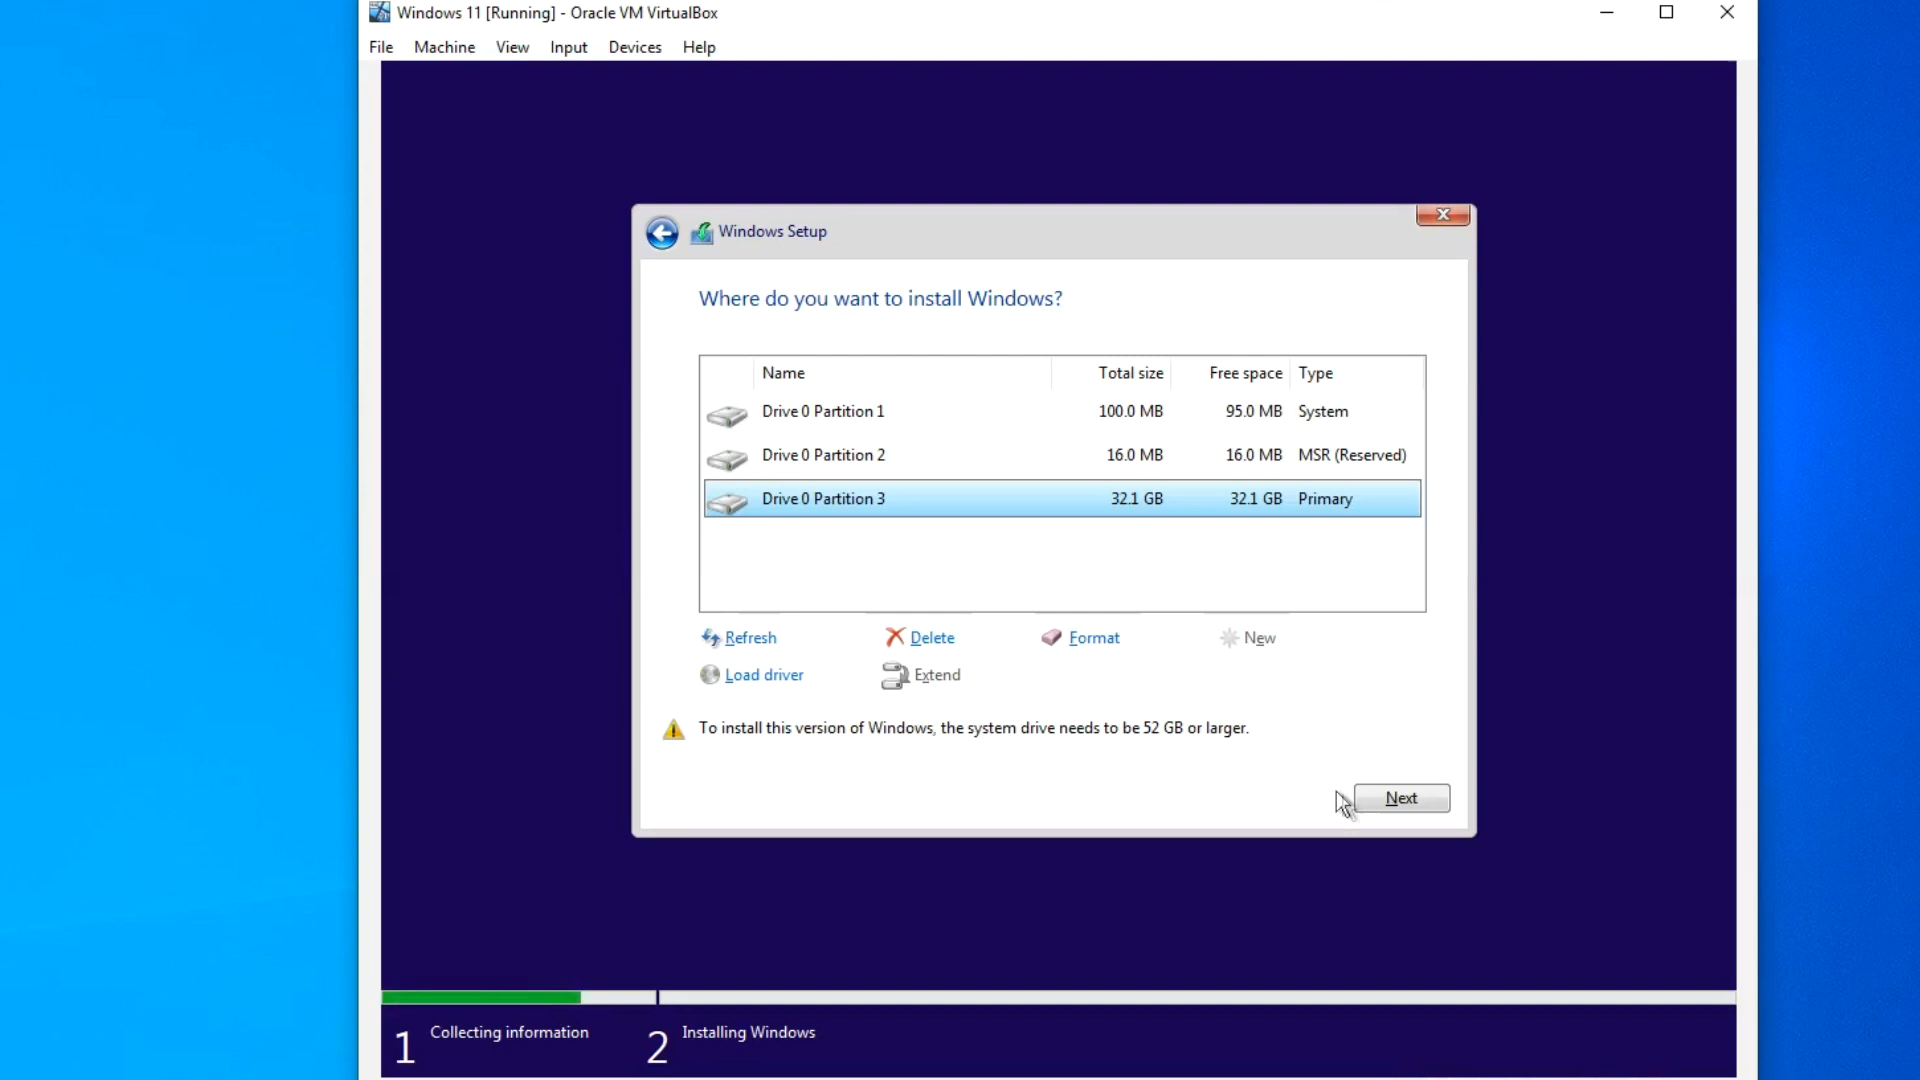 Windows 11 [Running] - Oracle VM VirtualBox
File Machine View Input Devices Help
Windows Setup
X
Where do you want to install Windows?
Name Total size Free space Type
Drive 0 Partition 1 100.0 MB 95.0 MB System
Drive 0 Partition 2 16.0 MB 16.0 MB MSR (Reserved)
Drive 0 Partition 3 32.1 GB 32.1 GB Primary
Refresh Delete Format New
Load driver Extend
To install this version of Windows, the system drive needs to be 52 GB or larger.
Next
1 Collecting information 2 Installing Windows